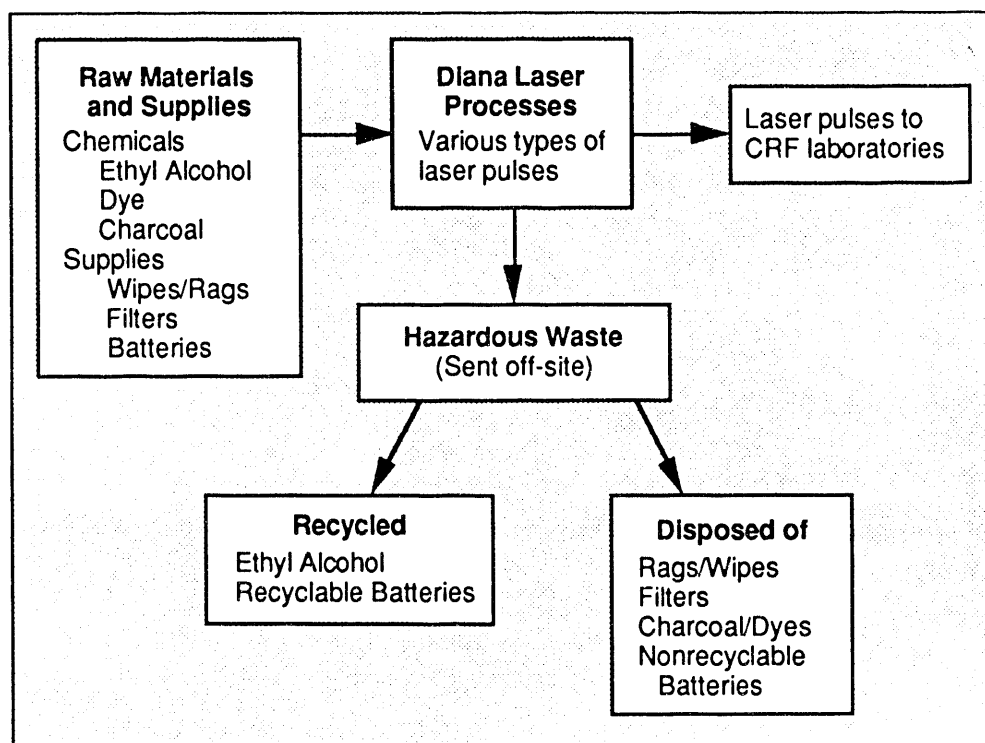 Raw Materials
and Supplies
Chemicals
Ethyl Alcohol
Dye
Charcoal
Supplies
Wipes/Rags
Filters
Batteries
Diana Laser
Processes
Various types of
laser pulses
Laser pulses to
CRF laboratories
Hazardous Waste
(Sent off-site)
Recycled
Ethyl Alcohol
Recyclable Batteries
Disposed of
Rags/Wipes
Filters
Charcoal/Dyes
Nonrecyclable
Batteries